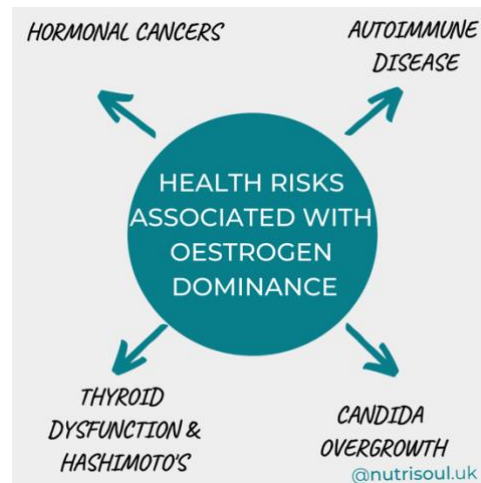 HORMONAL CANCERS
AUTOIMMUNE
DISEASE
HEALTH RISKS
ASSOCIATED WITH
OESTROGEN
DOMINANCE
THYROID
DYSFUNCTION &
HASHIMOTO'S
CANDIDA
OVERGROWTH
@nutrisoul.uk